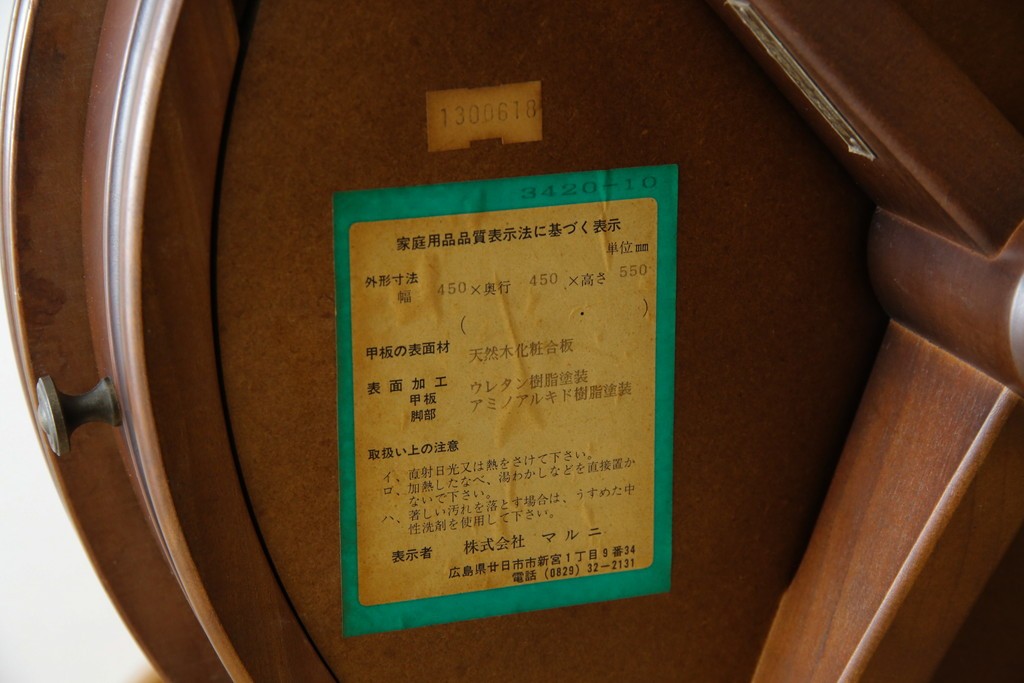 1300618
3420-10
家庭用品品質表示法に基づく表示
単位㎜
外形寸法
幅 450×奥行 450 ×高さ 550
( )
甲板の表面材 天然木化粧合板
表面加工
甲板 ウレタン樹脂塗装
脚部 アミノアルキド樹脂塗装
取扱い上の注意
イ、直射日光又は熱をさけて下さい。
ロ、加熱したなべ、湯わかしなどを直接置か
ないで下さい。
ハ、著しい汚れを落とす場合は、うすめた中
性洗剤を使用して下さい。
表示者 株式会社 マルニ
広島県廿日市市新宮1丁目9番34
電話(0829)32-2131